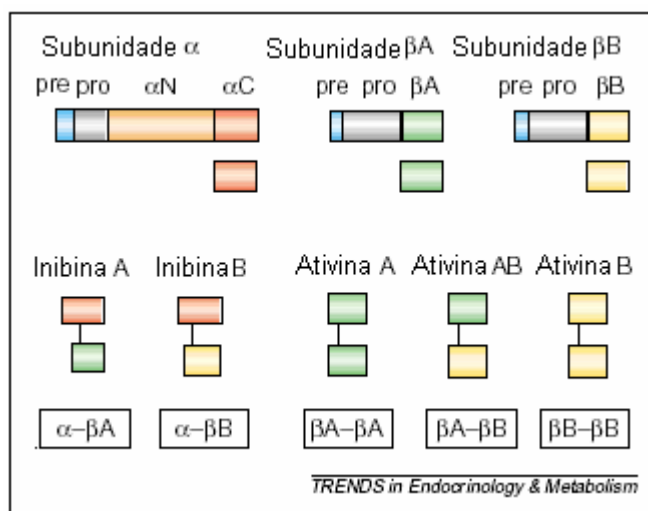 Subunidade α Subunidade βA Subunidade βB
pre pro αN αC pre pro βA pre pro βB
Inibina A Inibina B Ativina A Ativina AB Ativina B
α–βA α–βB βA–βA βA–βB βB–βB
TRENDS in Endocrinology & Metabolism